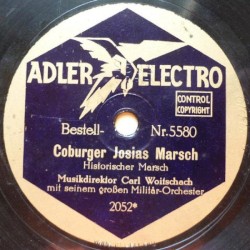 ADLER ELECTRO
CONTROL
COPYRIGHT
Bestell- Nr. 5580
Coburger Josias Marsch
Historischer Marsch
Musikdirektor Carl Woitschach
mit seinem großen Militär-Orchester
2052*